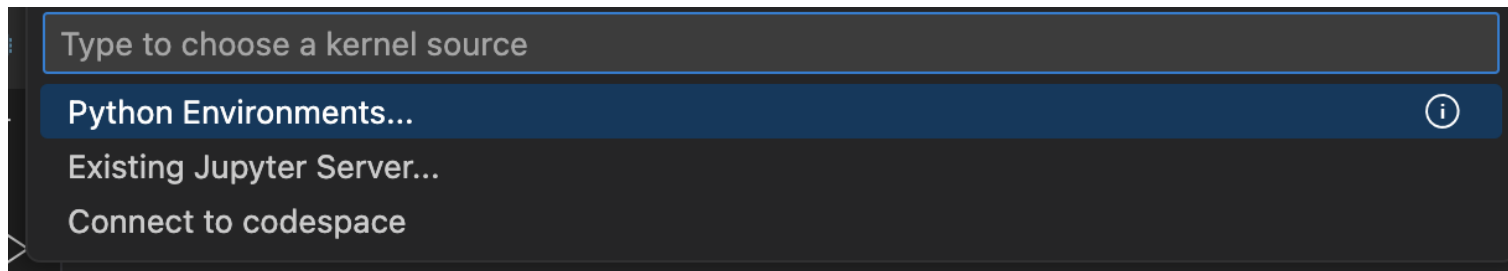 Type to choose a kernel source
Python Environments...
Existing Jupyter Server...
Connect to codespace